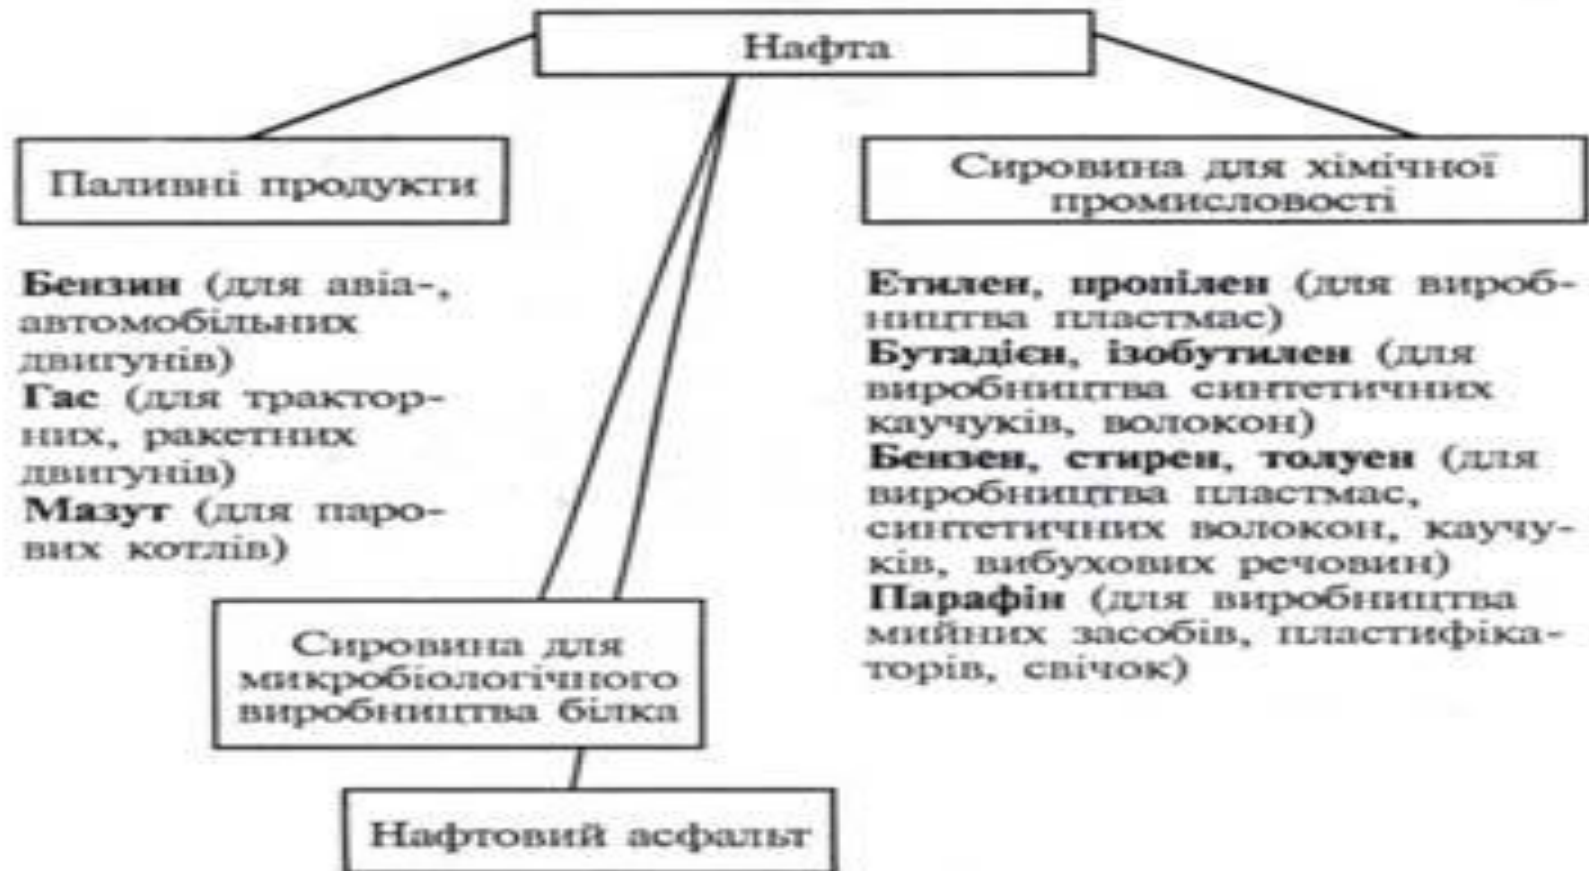 Нафта
Паливні продукти
Бензин (для авіа-,
автомобільних
двигунів)
Гас (для трактор-
них, ракетних
двигунів)
Мазут (для паро-
вих котлів)
Сировина для
микробіологічного
виробництва білка
Нафтовий асфальт
Сировина для хімічної
промисловості
Етилен, пропілен (для вироб-
ництва пластмас)
Бутадієн, ізобутилен (для
виробництва синтетичних
каучуків, волокон)
Бензен, стирен, толуен (для
виробництва пластмас,
синтетичних волокон, каучу-
ків, вибухових речовин)
Парафін (для виробництва
мийних засобів, пластифіка-
торів, свічок)